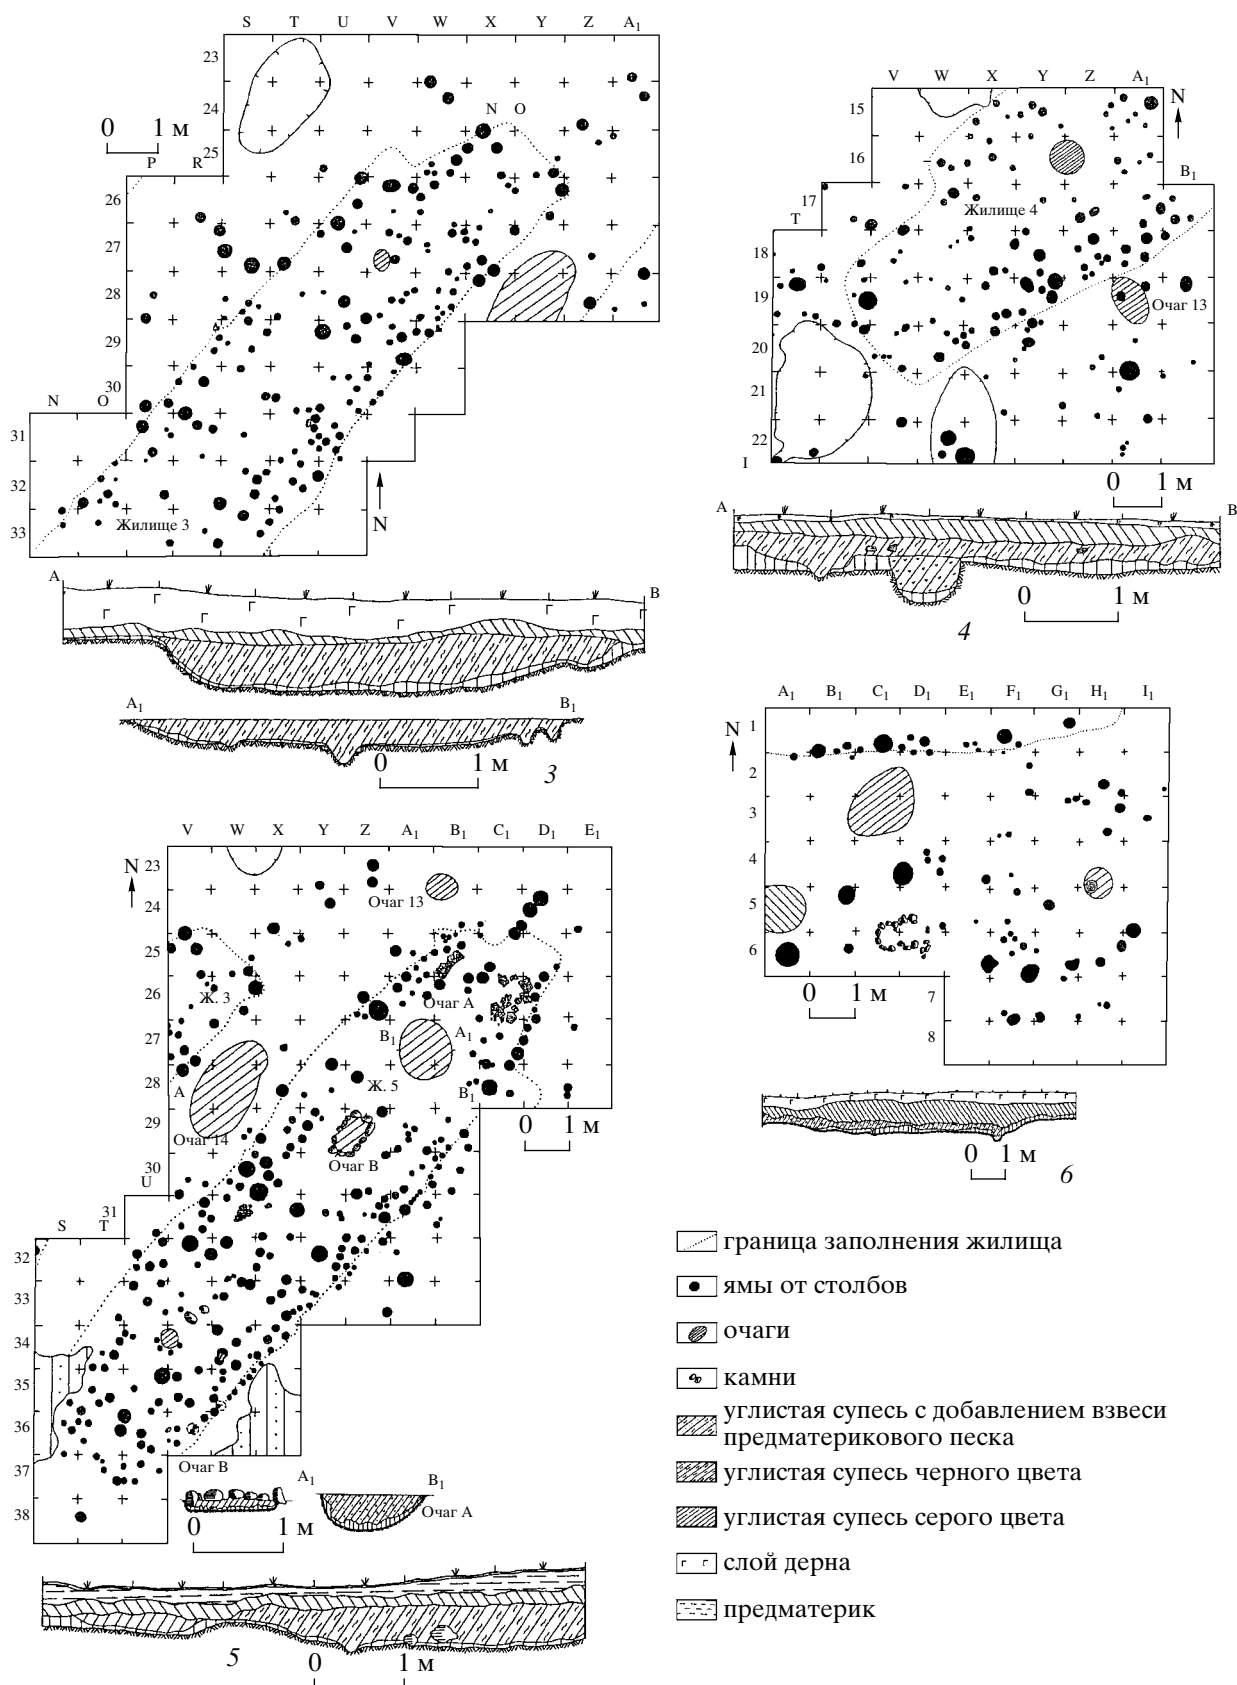 S T U V W X Y Z A1
23
24
25
N O
0 1 м
P R
26
27
28
29
30
N O
31
32
33
Жилище 3
N
A
B
A1 B1
0 1 м
3
V W X Y Z A1
15
16
N
B1
17
T
Жилище 4
18
19
Очаг 13
20
21
22
I
0 1 м
A B
0 1 м
4
A1 B1 C1 D1 E1 F1 G1 H1 I1
N
1
2
3
4
5
6
7
8
0 1 м
0 1 м
6
V W X Y Z A1 B1 C1 D1 E1
N
23
Очаг 13
24
25
Ж. 3
26
Очаг A
27
B1 A1
Ж. 5
28
A
B1
29
0 1 м
Очаг 14
Очаг B
30
U
31
S T
32
33
34
35
36
37
38
Очаг B
A1 B1
Очаг A
0 1 м
5
0 1 м
граница заполнения жилища
ямы от столбов
очаги
камни
углистая супесь с добавлением взвеси
предматерикового песка
углистая супесь черного цвета
углистая супесь серого цвета
слой дерна
предматерик